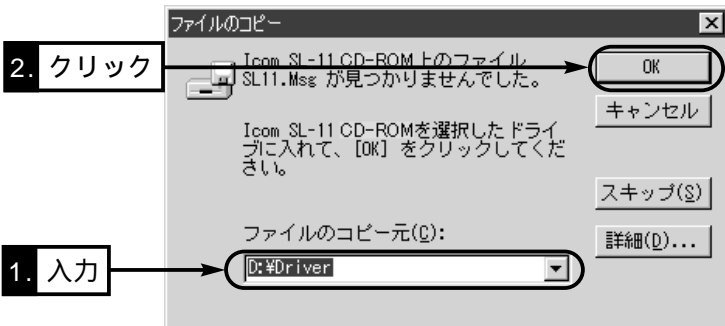 ファイルのコピー
Icom SL-11 CD-ROM上のファイル
SL11.Msg が見つかりませんでした。
Icom SL-11 CD-ROMを選択したドライ
ブに入れて、[OK] をクリックしてくだ
さい。
ファイルのコピー元(C):
D:¥Driver
OK
キャンセル
スキップ(S)
詳細(D)...
1. 入力
2. クリック